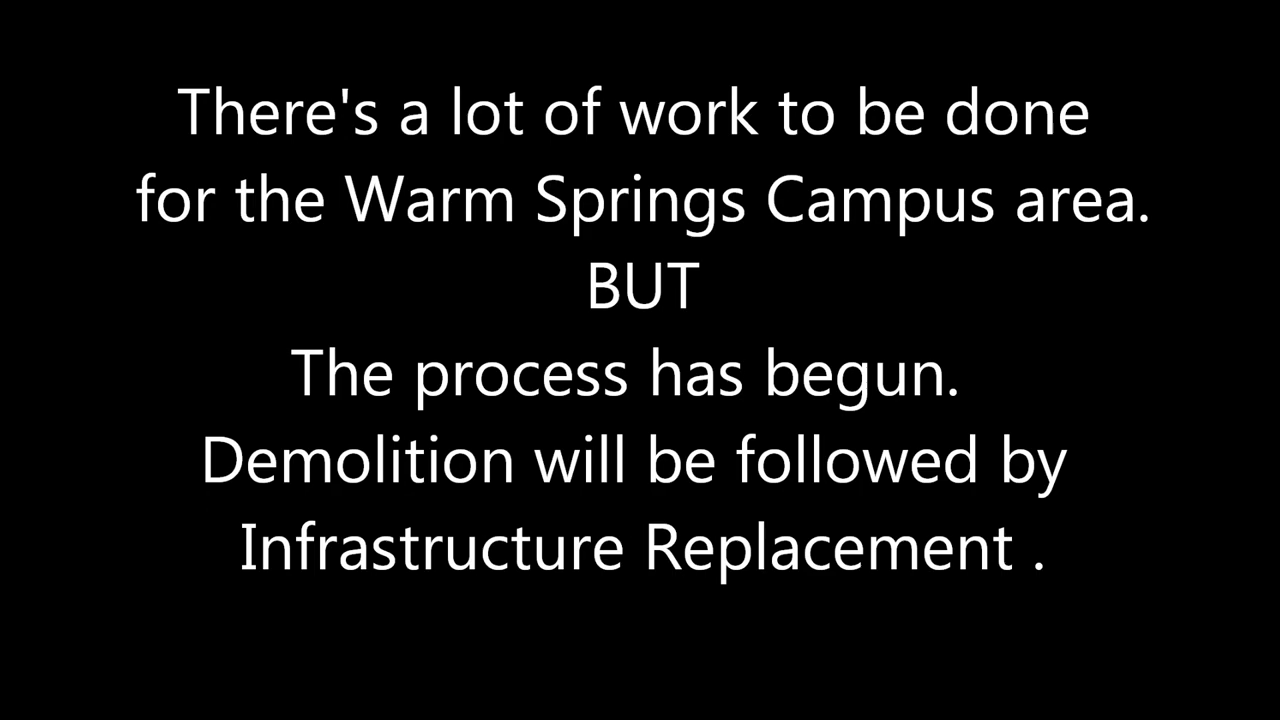 There's a lot of work to be done
for the Warm Springs Campus area.
BUT
The process has begun.
Demolition will be followed by
Infrastructure Replacement .